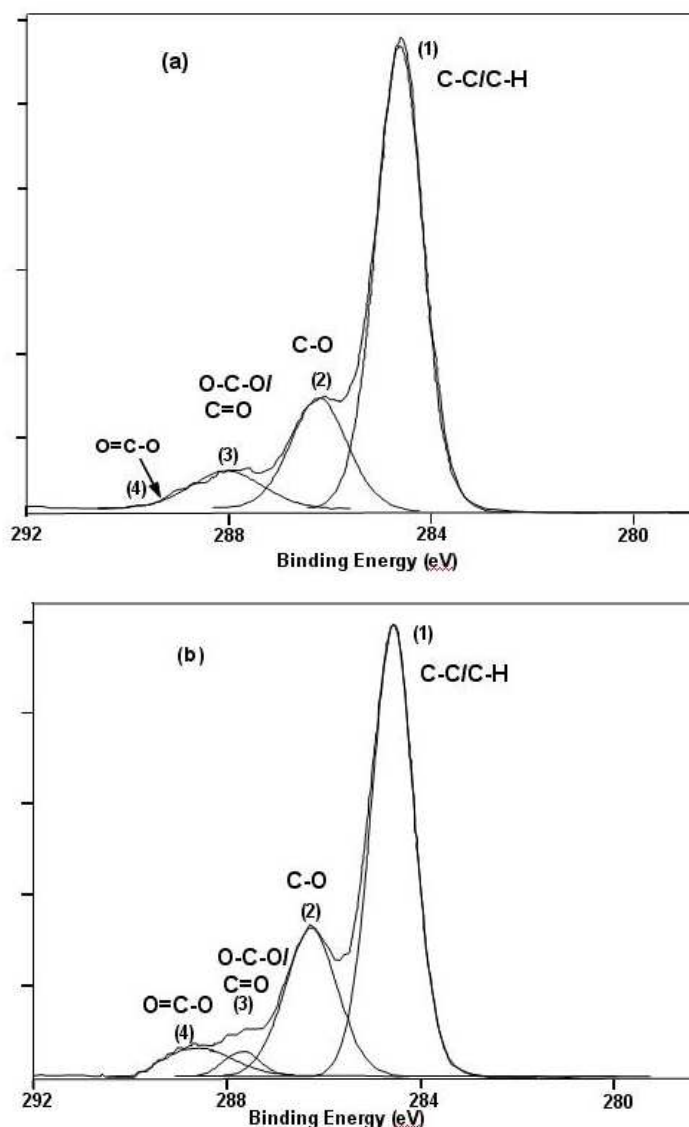 (a)
(1)
C-C/C-H
C-O
(2)
O-C-O/
C=O
(3)
O=C-O
(4)
292
288
284
280
Binding Energy (eV)
(b)
(1)
C-C/C-H
C-O
(2)
O-C-O/
C=O
(3)
O=C-O
(4)
292
288
284
280
Binding Energy (eV)